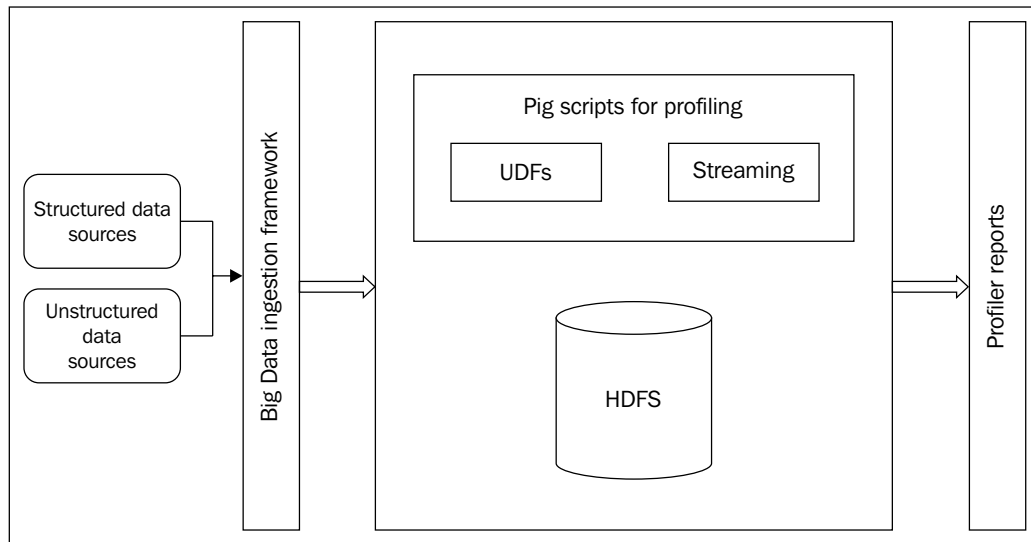 Structured data
sources
Unstructured
data
sources
Big Data ingestion framework
Pig scripts for profiling
UDFs
Streaming
HDFS
Profiler reports